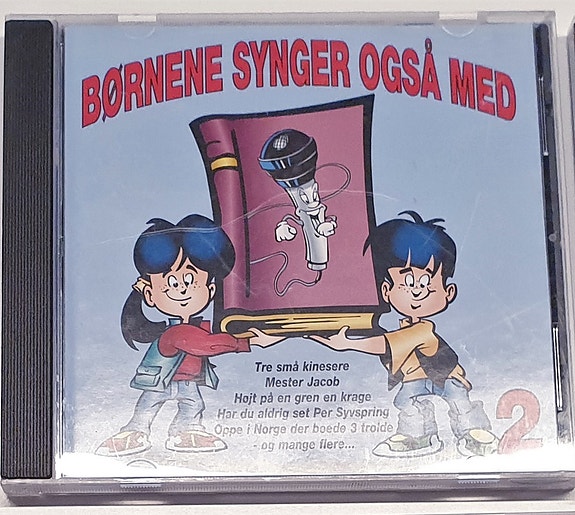 BØRNENE SYNGER OGSÅ MED
Tre små kinesere
Mester Jacob
Højt på en gren en krage
Har du aldrig set Per Syvspring
Oppe i Norge der boede 3 trolde
- og mange flere...
2